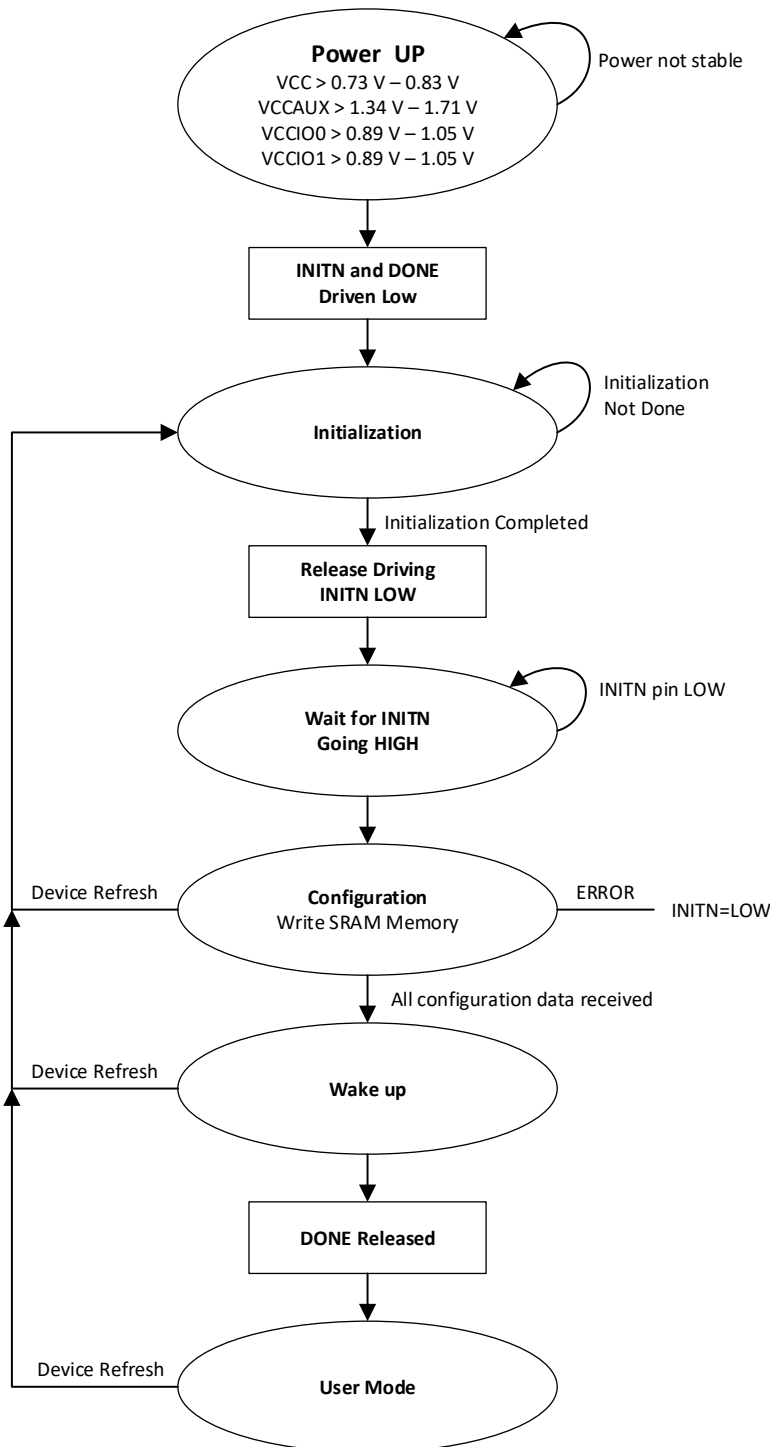 Power UP
VCC > 0.73 V – 0.83 V
VCCAUX > 1.34 V – 1.71 V
VCCIO0 > 0.89 V – 1.05 V
VCCIO1 > 0.89 V – 1.05 V
Power not stable
INITN and DONE
Driven Low
Initialization
Initialization
Not Done
Initialization Completed
Release Driving
INITN LOW
Wait for INITN
Going HIGH
INITN pin LOW
Device Refresh
Configuration
Write SRAM Memory
ERROR
INITN=LOW
All configuration data received
Device Refresh
Wake up
DONE Released
Device Refresh
User Mode